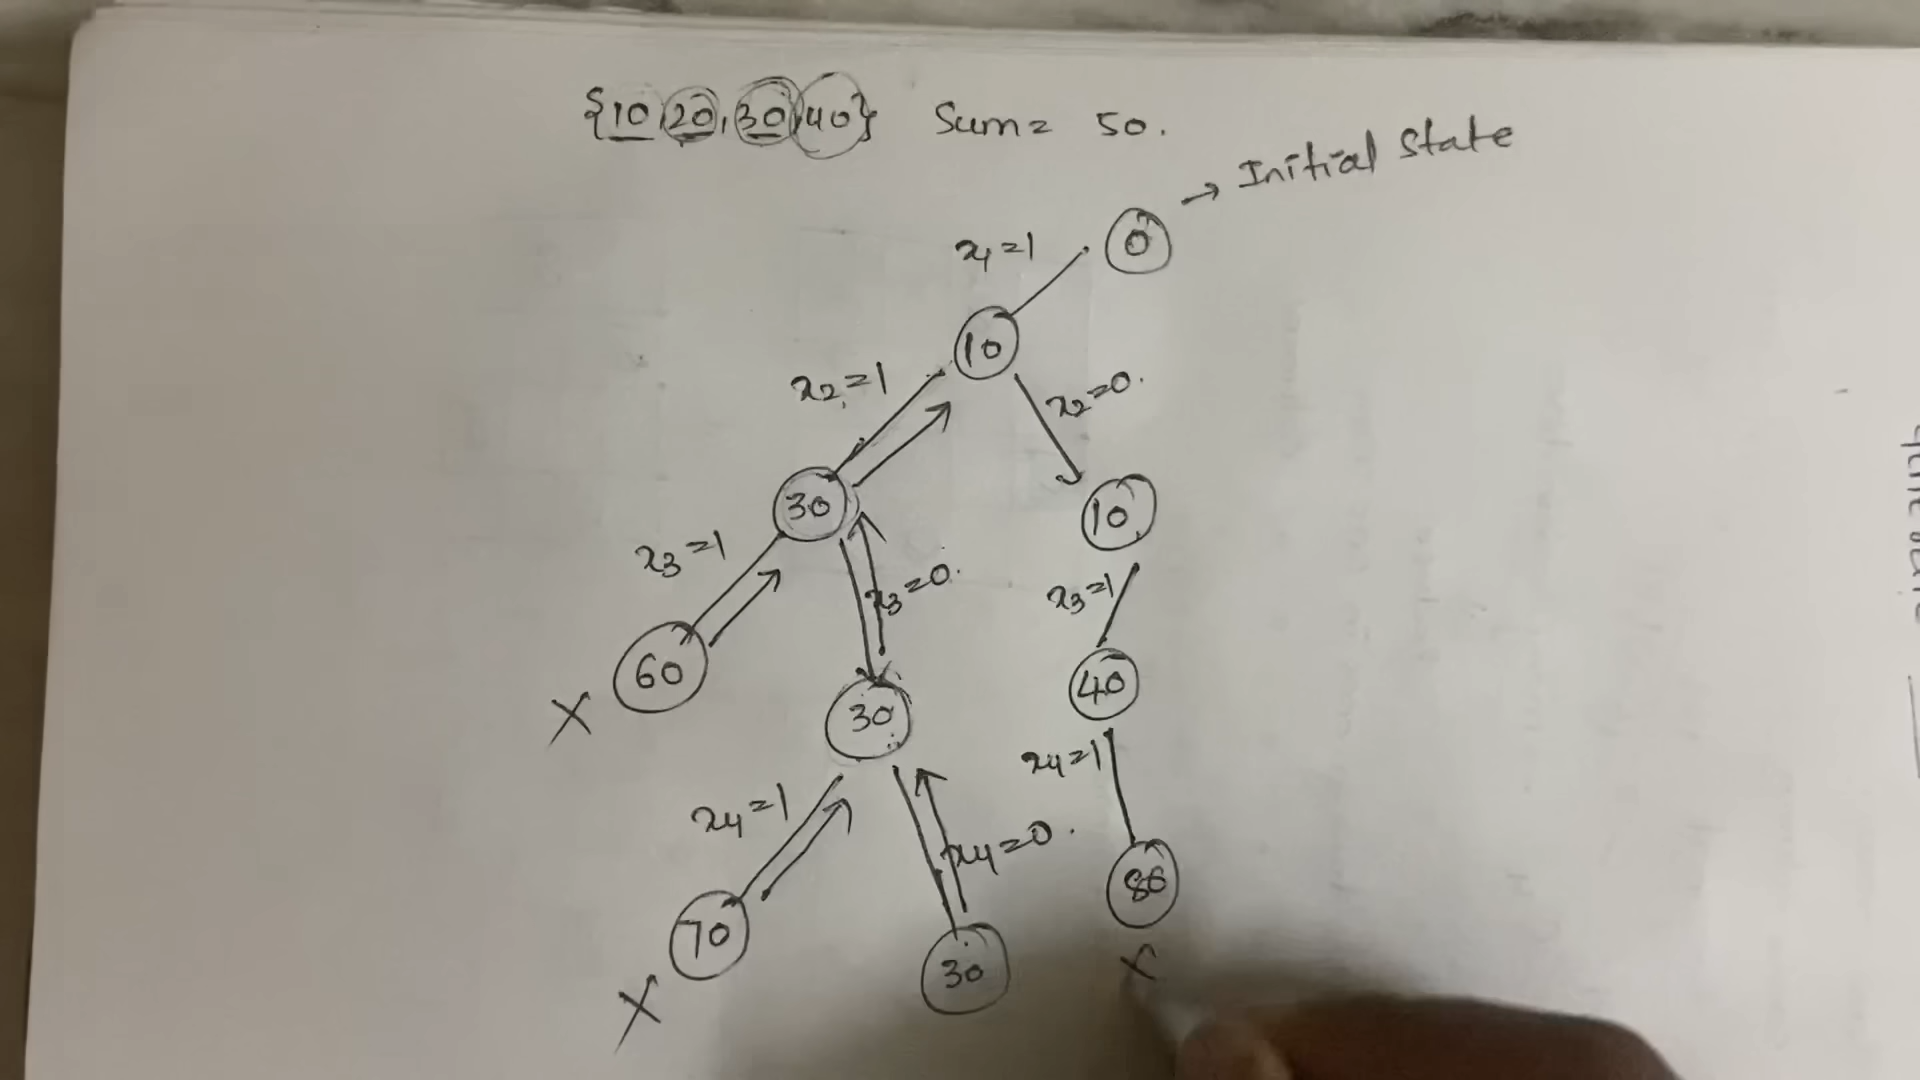 {10,20,30,40} Sum = 50.
→ Initial State
0
x1=1
10
x2=1
x2=0.
30
10
x3=1
x3=0.
x3=1
60
X
30
40
x4=1
x4=0.
x4=1
70
X
30
80
X